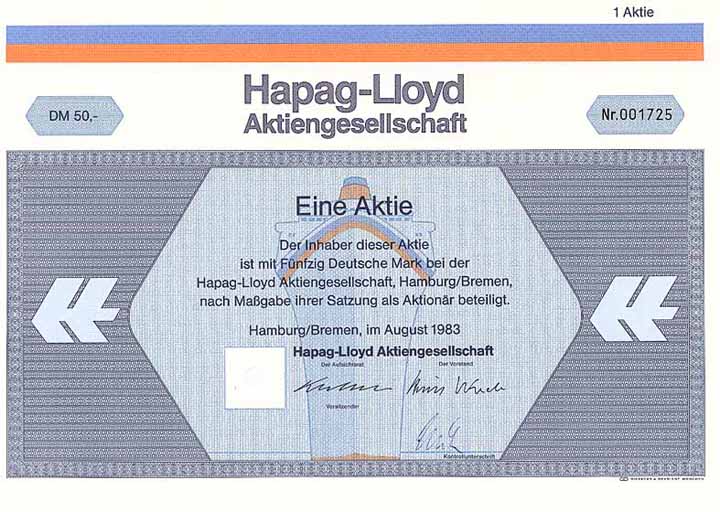 1 Aktie
Hapag-Lloyd
Aktiengesellschaft
DM 50,-
Nr.001725
Eine Aktie
Der Inhaber dieser Aktie
ist mit Fünfzig Deutsche Mark bei der
Hapag-Lloyd Aktiengesellschaft, Hamburg/Bremen,
nach Maßgabe ihrer Satzung als Aktionär beteiligt.
Hamburg/Bremen, im August 1983
Hapag-Lloyd Aktiengesellschaft
Der Aufsichtsrat Der Vorstand
Vorsitzender
Kontrollunterschrift